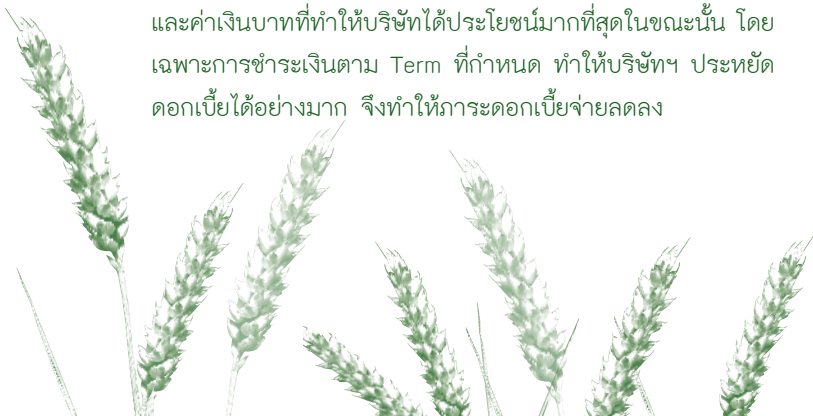 และค่าเงินบาทที่ทำให้บริษัทได้ประโยชน์มากที่สุดในขณะนั้น โดย
เฉพาะการชำระเงินตาม Term ที่กำหนด ทำให้บริษัทฯ ประหยัด
ดอกเบี้ยได้อย่างมาก จึงทำให้ภาระดอกเบี้ยจ่ายลดลง